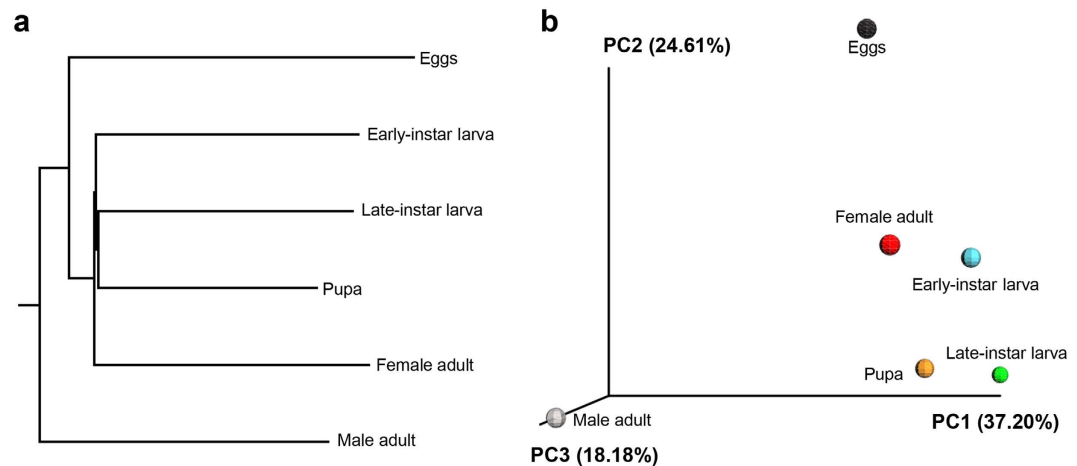 a
Eggs
Early-instar larva
Late-instar larva
Pupa
Female adult
Male adult
b
PC2 (24.61%)
Eggs
Female adult
Early-instar larva
Late-instar larva
Pupa
Male adult
PC1 (37.20%)
PC3 (18.18%)